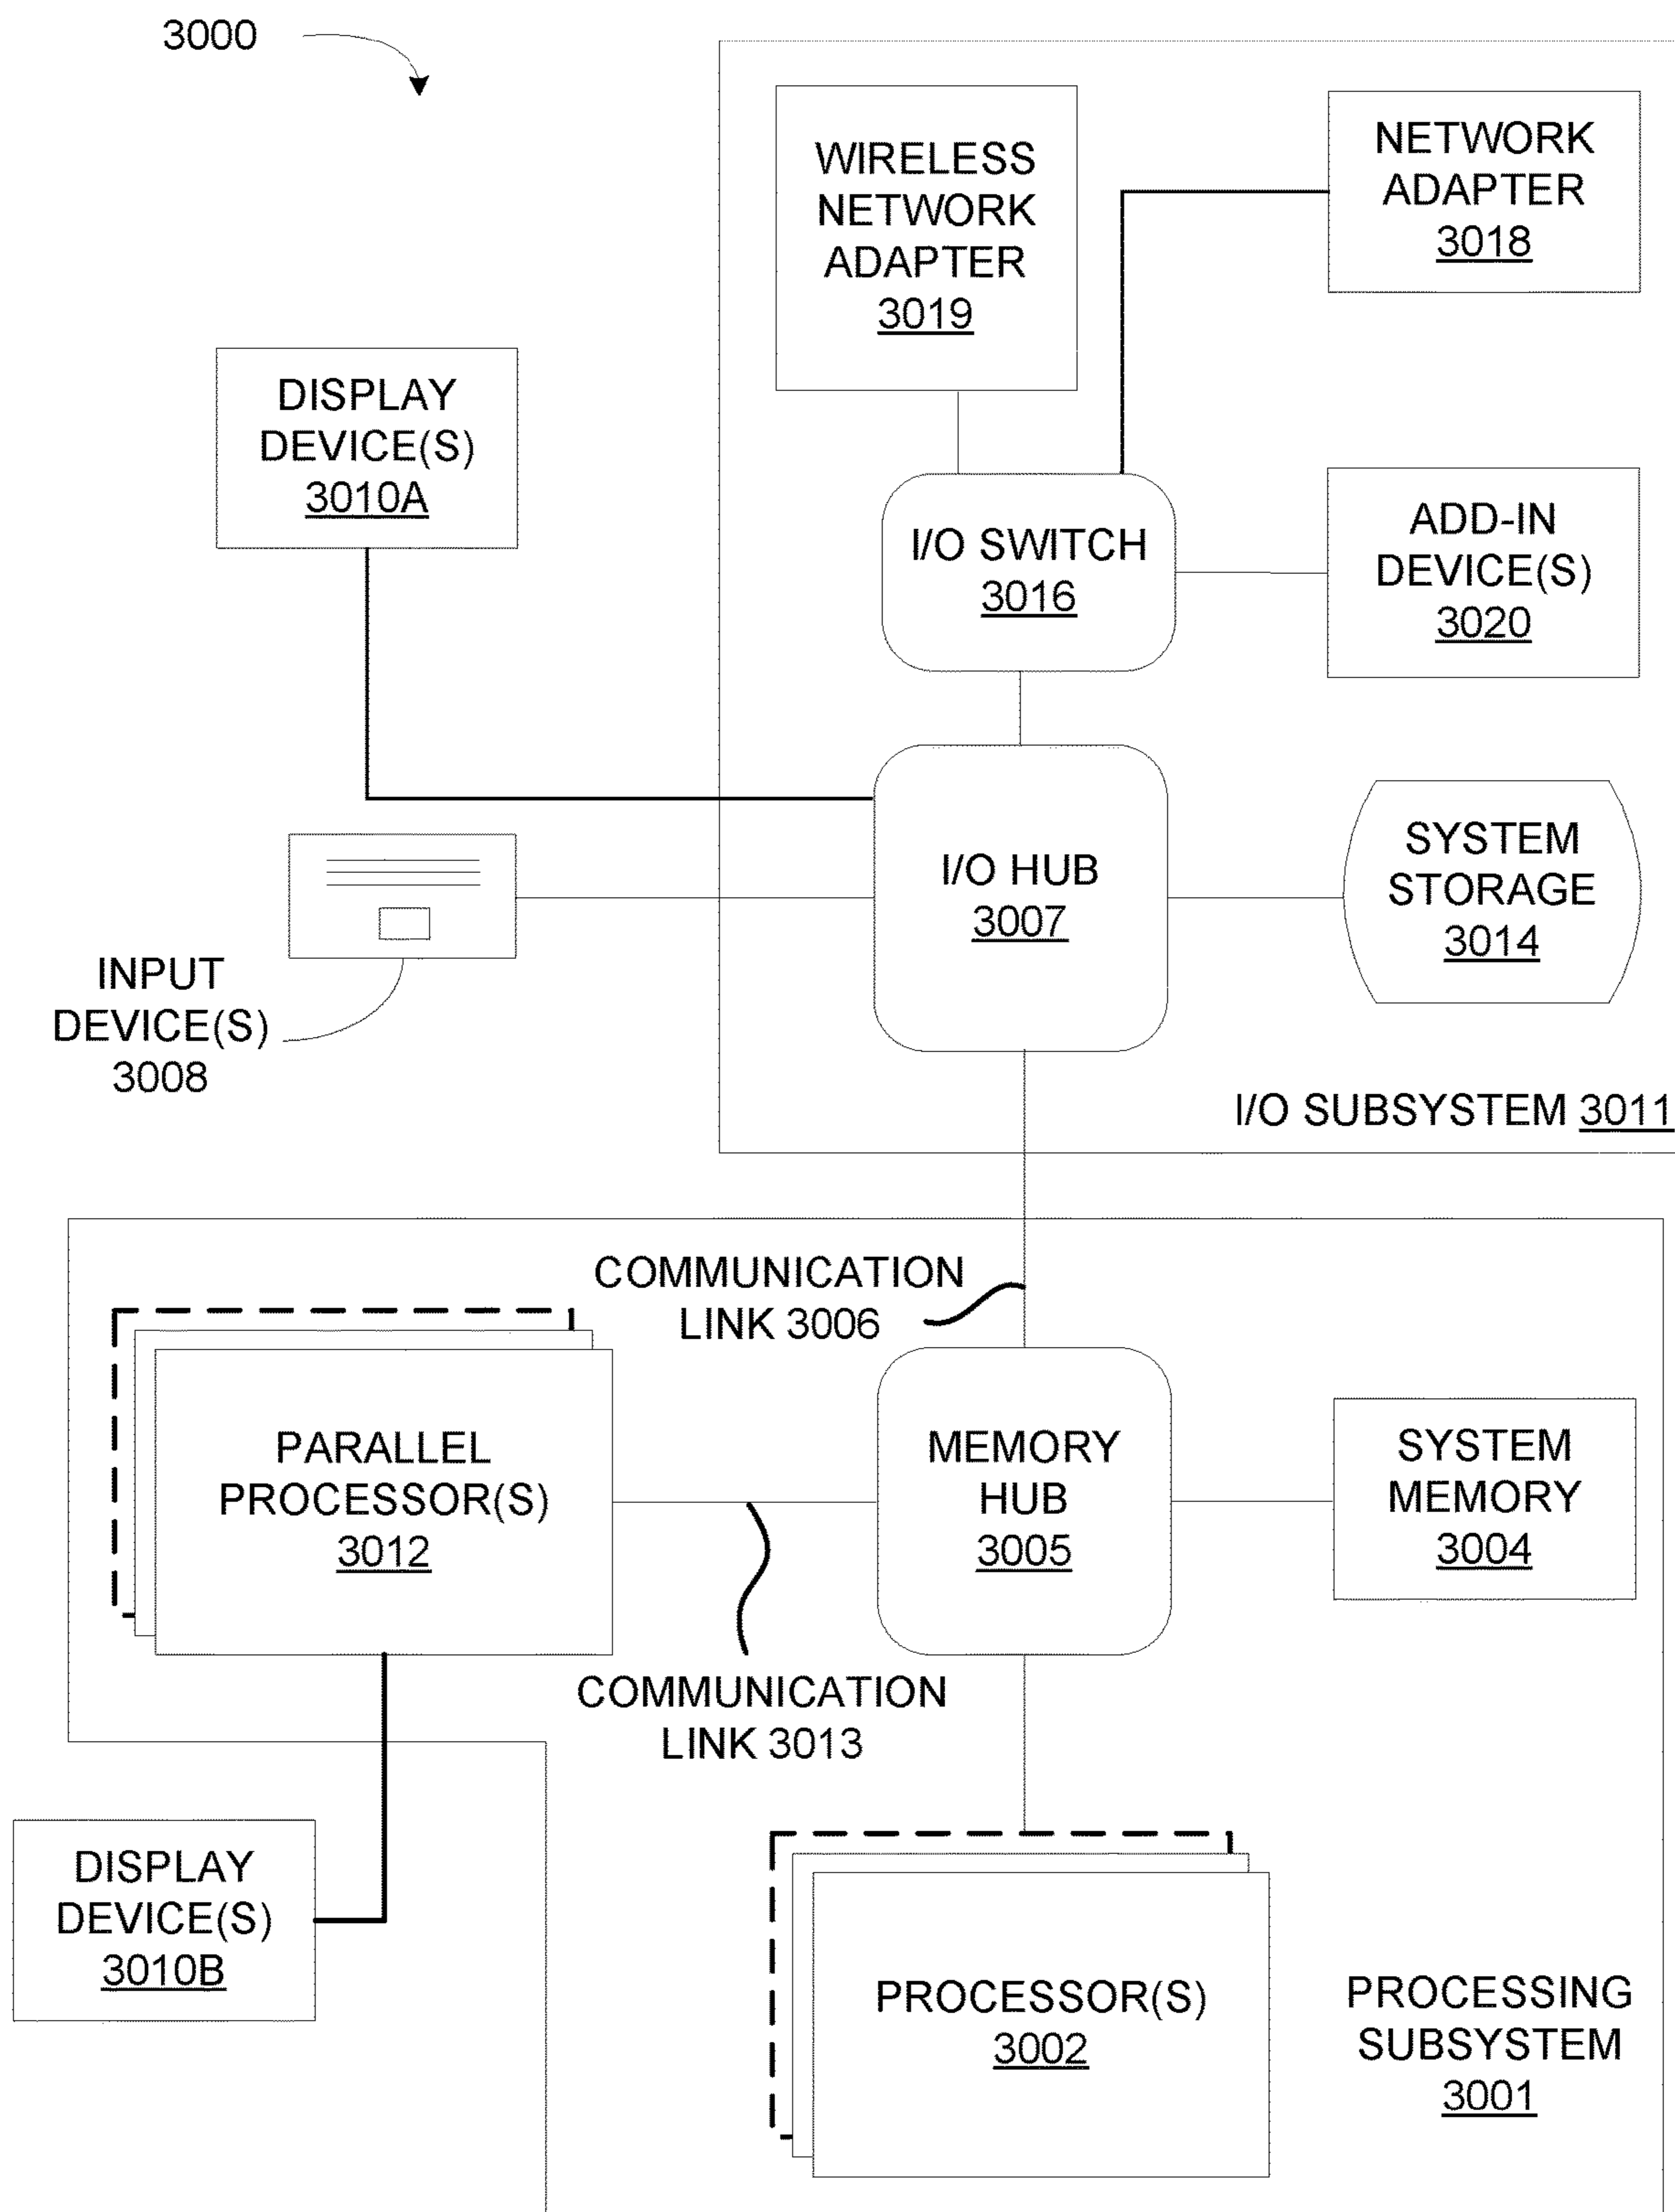 3000
WIRELESS
NETWORK
ADAPTER
3019
NETWORK
ADAPTER
3018
DISPLAY
DEVICE(S)
3010A
I/O SWITCH
3016
ADD-IN
DEVICE(S)
3020
I/O HUB
3007
SYSTEM
STORAGE
3014
INPUT
DEVICE(S)
3008
I/O SUBSYSTEM 3011
COMMUNICATION
LINK 3006
PARALLEL
PROCESSOR(S)
3012
MEMORY
HUB
3005
SYSTEM
MEMORY
3004
COMMUNICATION
LINK 3013
DISPLAY
DEVICE(S)
3010B
PROCESSOR(S)
3002
PROCESSING
SUBSYSTEM
3001